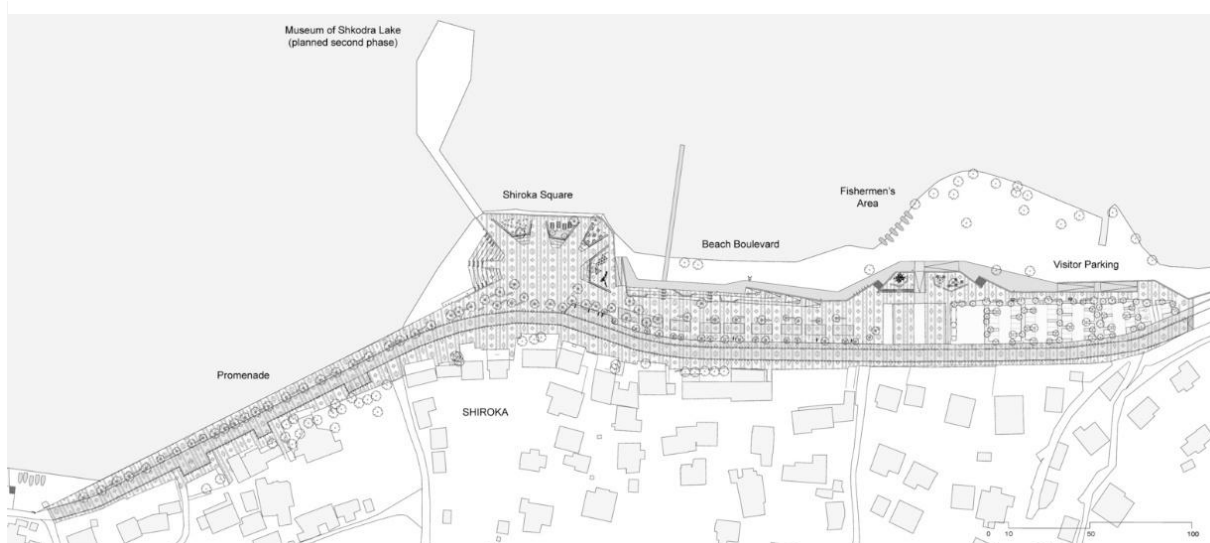 Museum of Shkodra Lake
(planned second phase)
Shiroka Square
Fishermen's
Area
Beach Boulevard
Visitor Parking
Promenade
SHIROKA
0 10 50 100